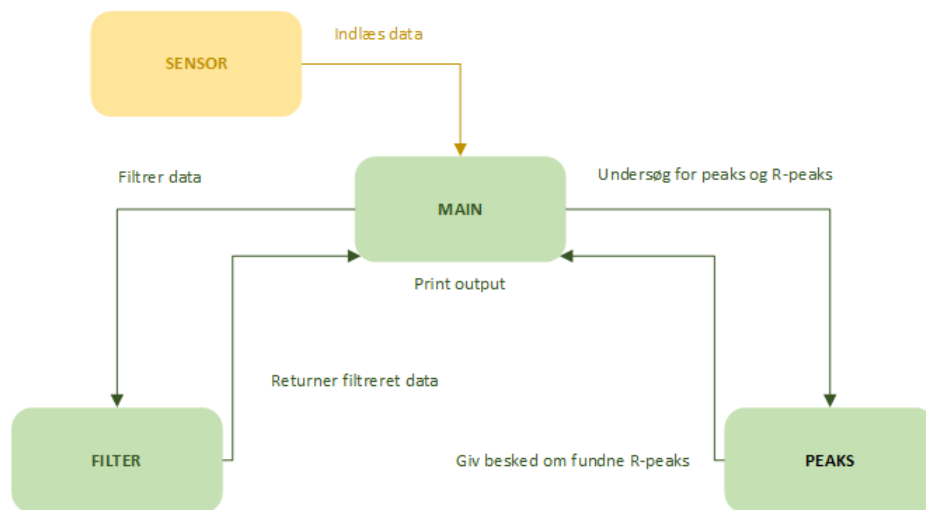 Indlæs data
SENSOR
Filtrer data
Undersøg for peaks og R-peaks
MAIN
Print output
Returner filtreret data
FILTER
Giv besked om fundne R-peaks
PEAKS